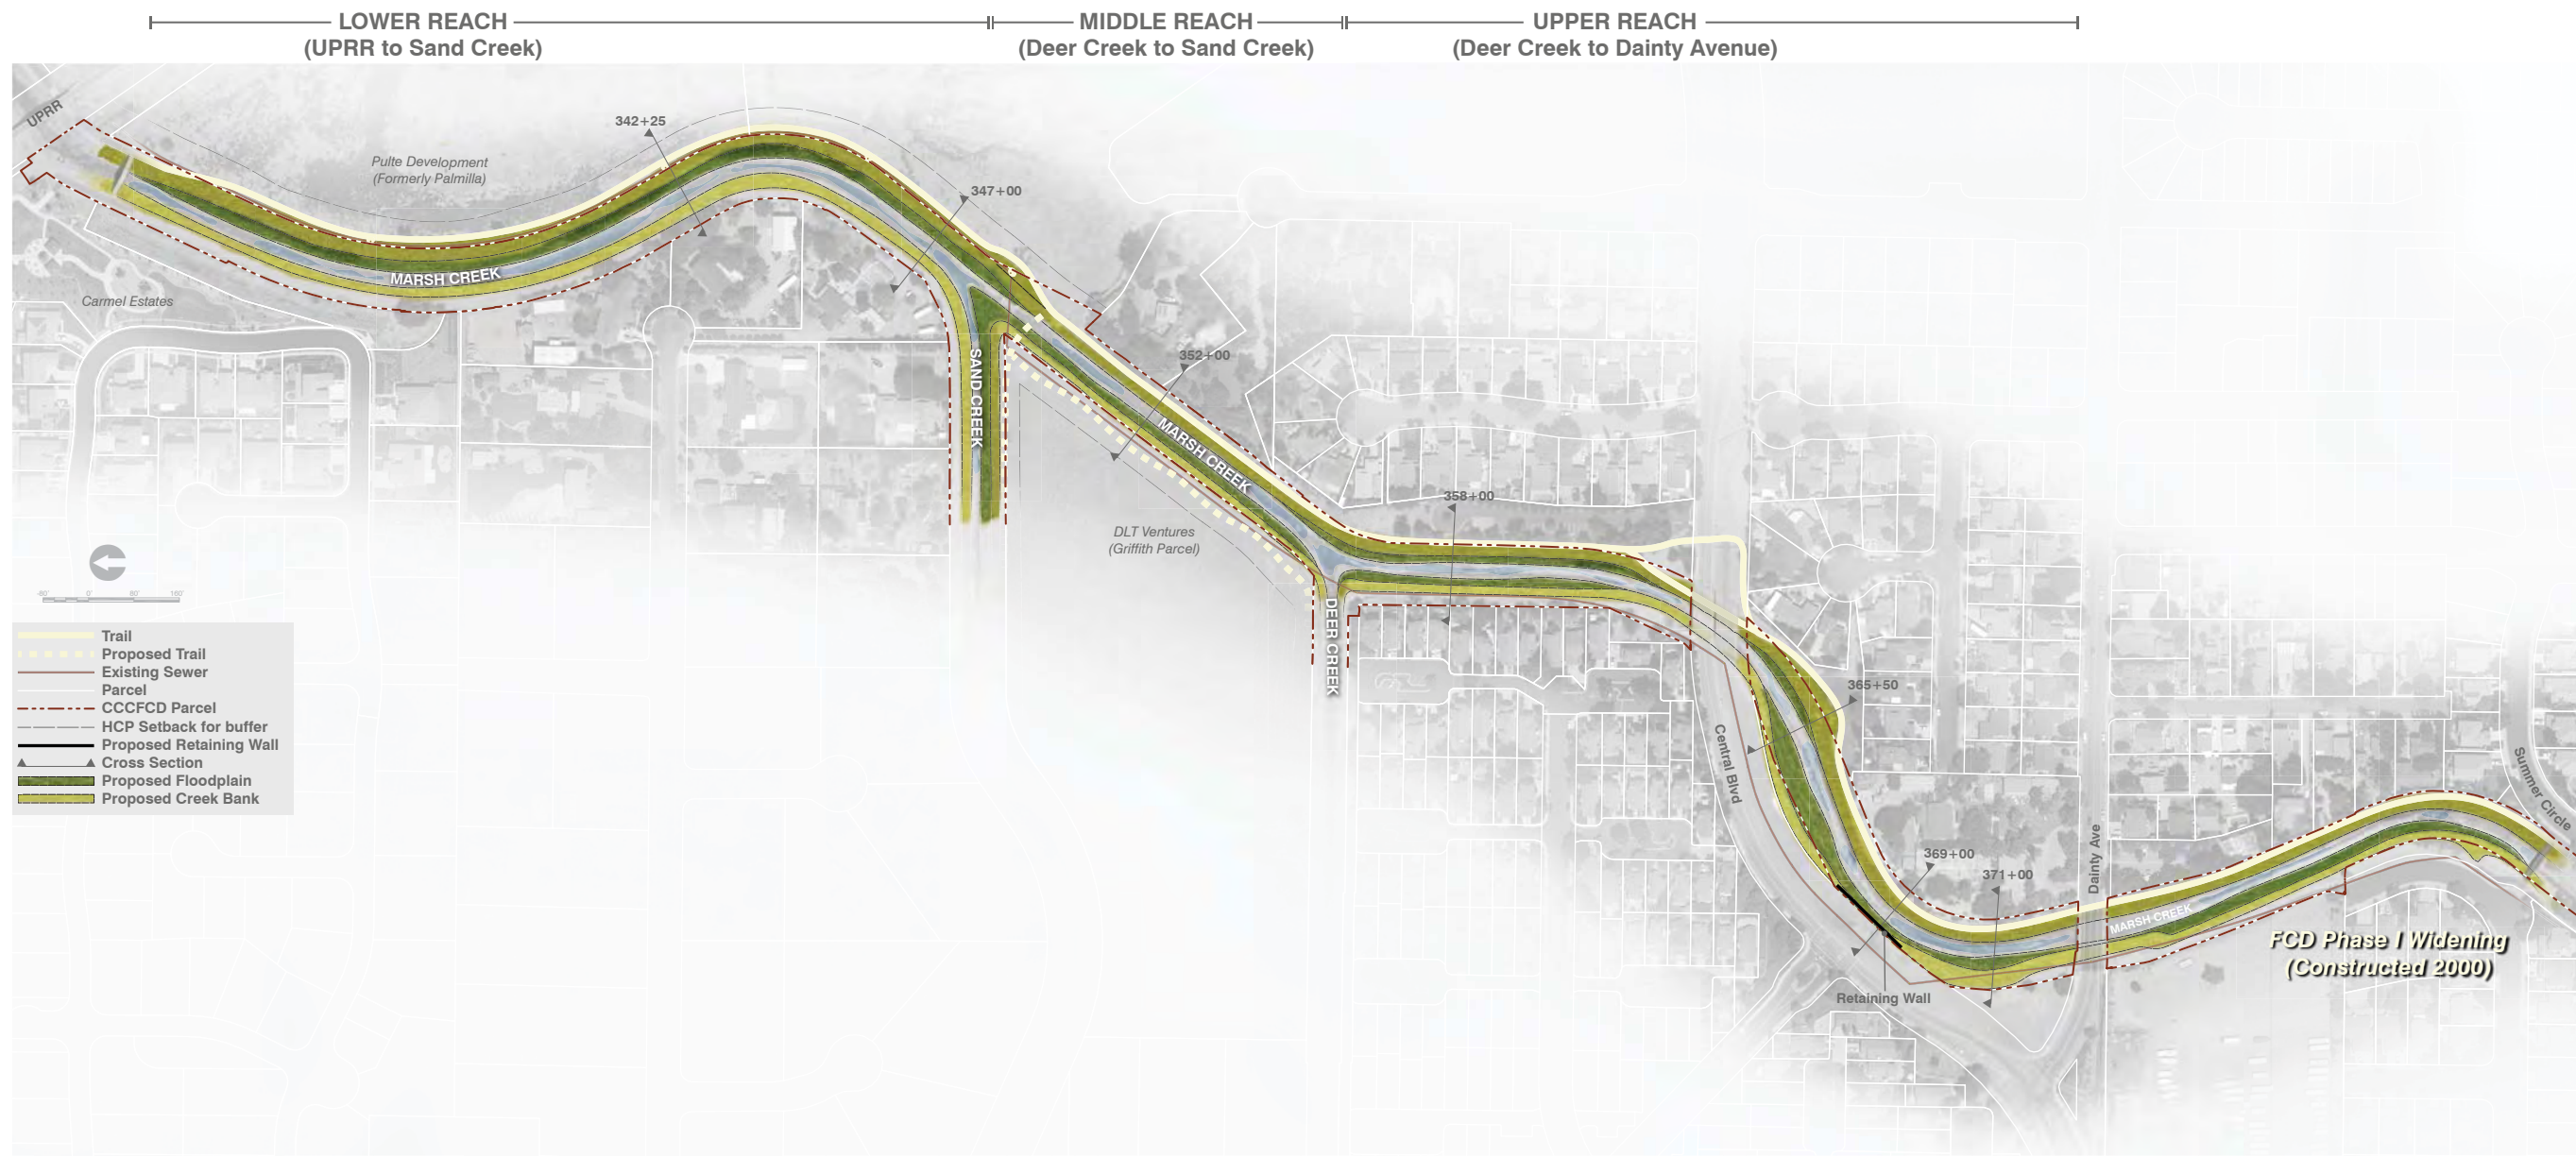 LOWER REACH
(UPRR to Sand Creek)
MIDDLE REACH
(Deer Creek to Sand Creek)
UPPER REACH
(Deer Creek to Dainty Avenue)
UPRR
342+25
Pulte Development
(Formerly Palmilla)
347+00
MARSH CREEK
Carmel Estates
SAND CREEK
352+00
MARSH CREEK
358+00
DLT Ventures
(Griffith Parcel)
DEER CREEK
365+50
Central Blvd
369+00
371+00
Dainty Ave
Summer Circle
MARSH CREEK
FCD Phase I Widening
(Constructed 2000)
Retaining Wall
-80' 0' 80' 160'
Trail
Proposed Trail
Existing Sewer
Parcel
CCCFCD Parcel
HCP Setback for buffer
Proposed Retaining Wall
Cross Section
Proposed Floodplain
Proposed Creek Bank